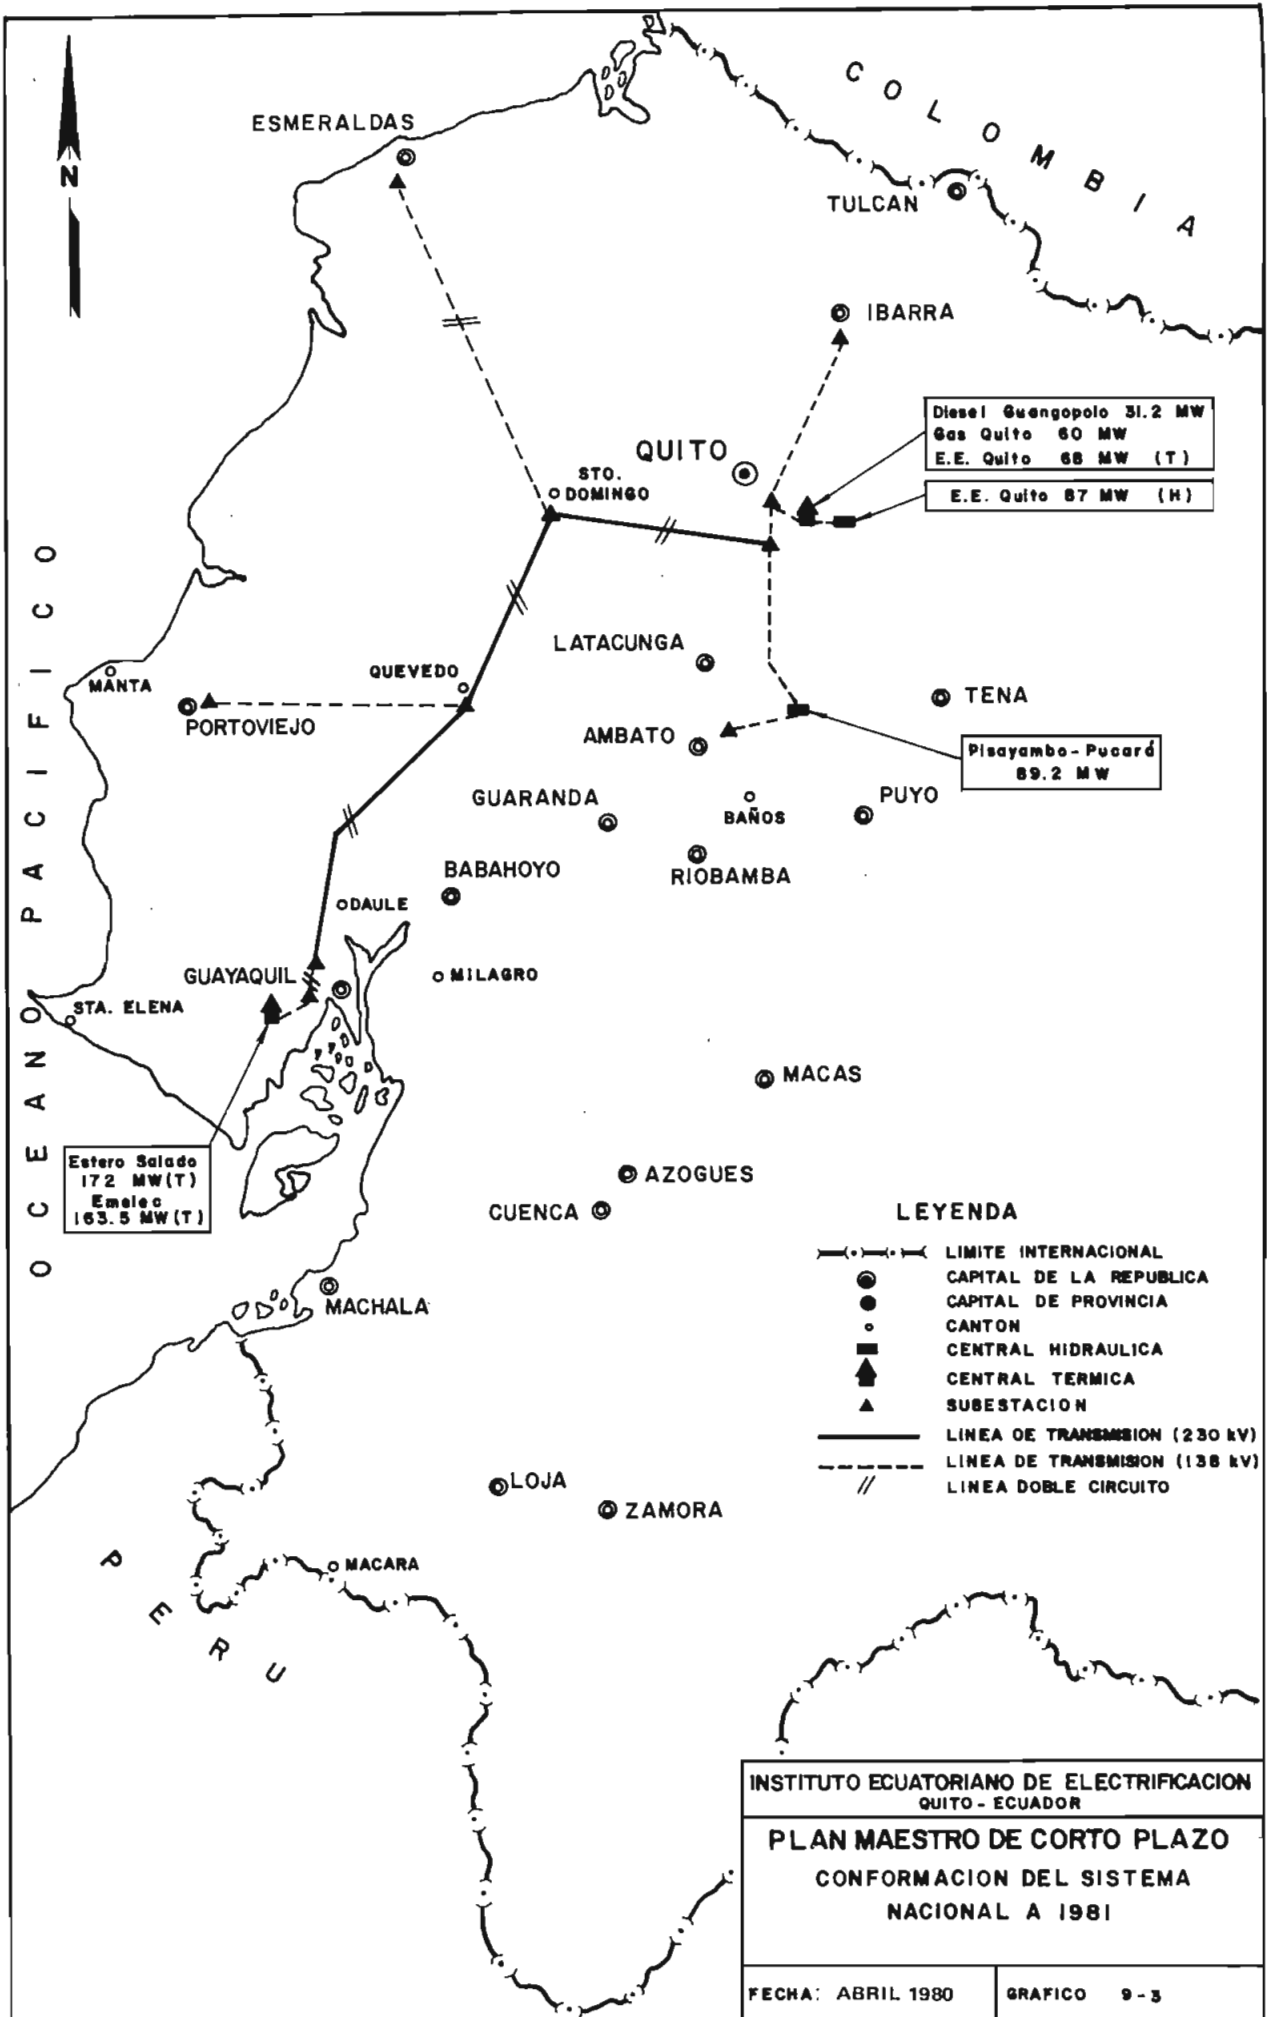 COLOMBIA
ESMERALDAS
N
TULCAN
IBARRA
Diesel Guangopolo 31.2 MW
Gas Quito 60 MW
E.E. Quito 68 MW (T)
QUITO
STO.
DOMINGO
E.E. Quito 87 MW (H)
LATACUNGA
QUEVEDO
MANTA
TENA
PORTOVIEJO
AMBATO
Pisayambo-Pucará
69.2 MW
GUARANDA
BAÑOS
PUYO
BABAHOYO
RIOBAMBA
DAULE
GUAYAQUIL
MILAGRO
STA. ELENA
OCEANO PACIFICO
MACAS
Estero Salado
172 MW(T)
Emelec
163.5 MW(T)
AZOGUES
CUENCA
MACHALA
LEYENDA
LIMITE INTERNACIONAL
CAPITAL DE LA REPUBLICA
CAPITAL DE PROVINCIA
CANTON
CENTRAL HIDRAULICA
CENTRAL TERMICA
SUBESTACION
LINEA DE TRANSMISION (230 kV)
LINEA DE TRANSMISION (138 kV)
LINEA DOBLE CIRCUITO
LOJA
ZAMORA
MACARA
PERU
INSTITUTO ECUATORIANO DE ELECTRIFICACION
QUITO - ECUADOR
PLAN MAESTRO DE CORTO PLAZO
CONFORMACION DEL SISTEMA
NACIONAL A 1981
FECHA: ABRIL 1980
GRAFICO 9-3